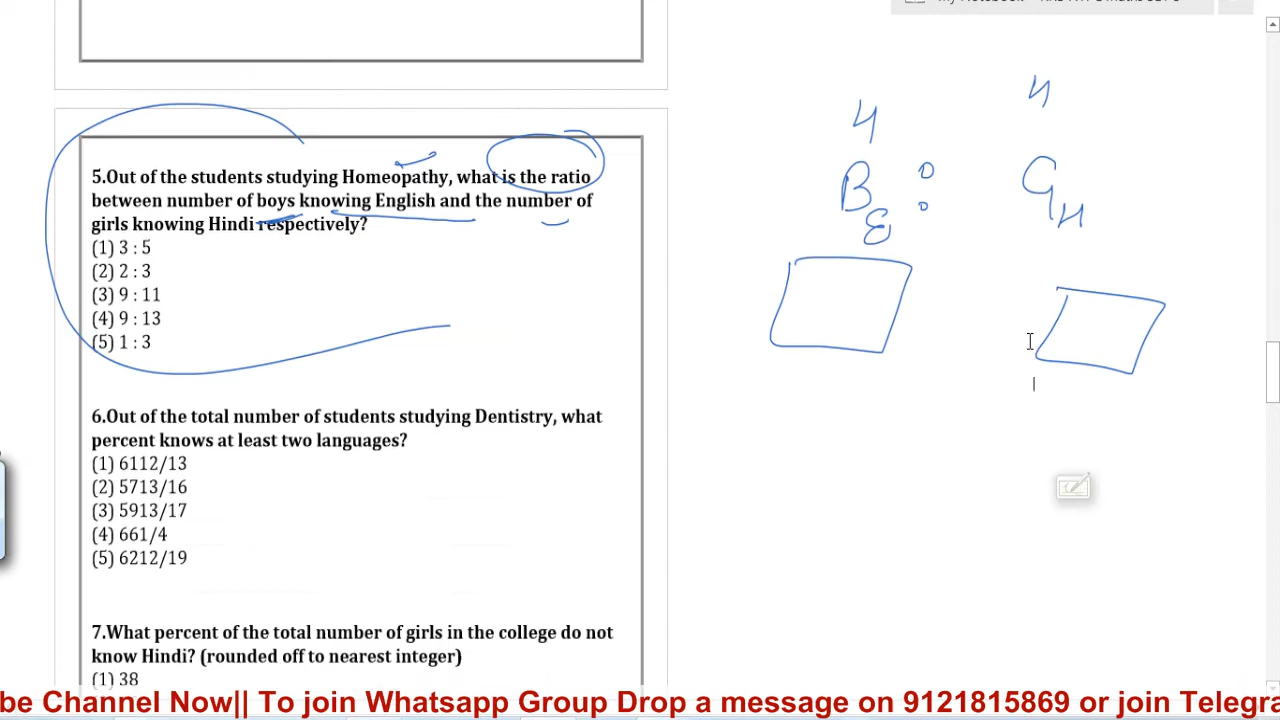 5.Out of the students studying Homeopathy, what is the ratio
between number of boys knowing English and the number of
girls knowing Hindi respectively?
(1) 3 : 5
(2) 2 : 3
(3) 9 : 11
(4) 9 : 13
(5) 1 : 3
6.Out of the total number of students studying Dentistry, what
percent knows at least two languages?
(1) 6112/13
(2) 5713/16
(3) 5913/17
(4) 661/4
(5) 6212/19
7.What percent of the total number of girls in the college do not
know Hindi? (rounded off to nearest integer)
(1) 38
H H
B : G
E H
be Channel Now|| To join Whatsapp Group Drop a message on 9121815869 or join Telegra